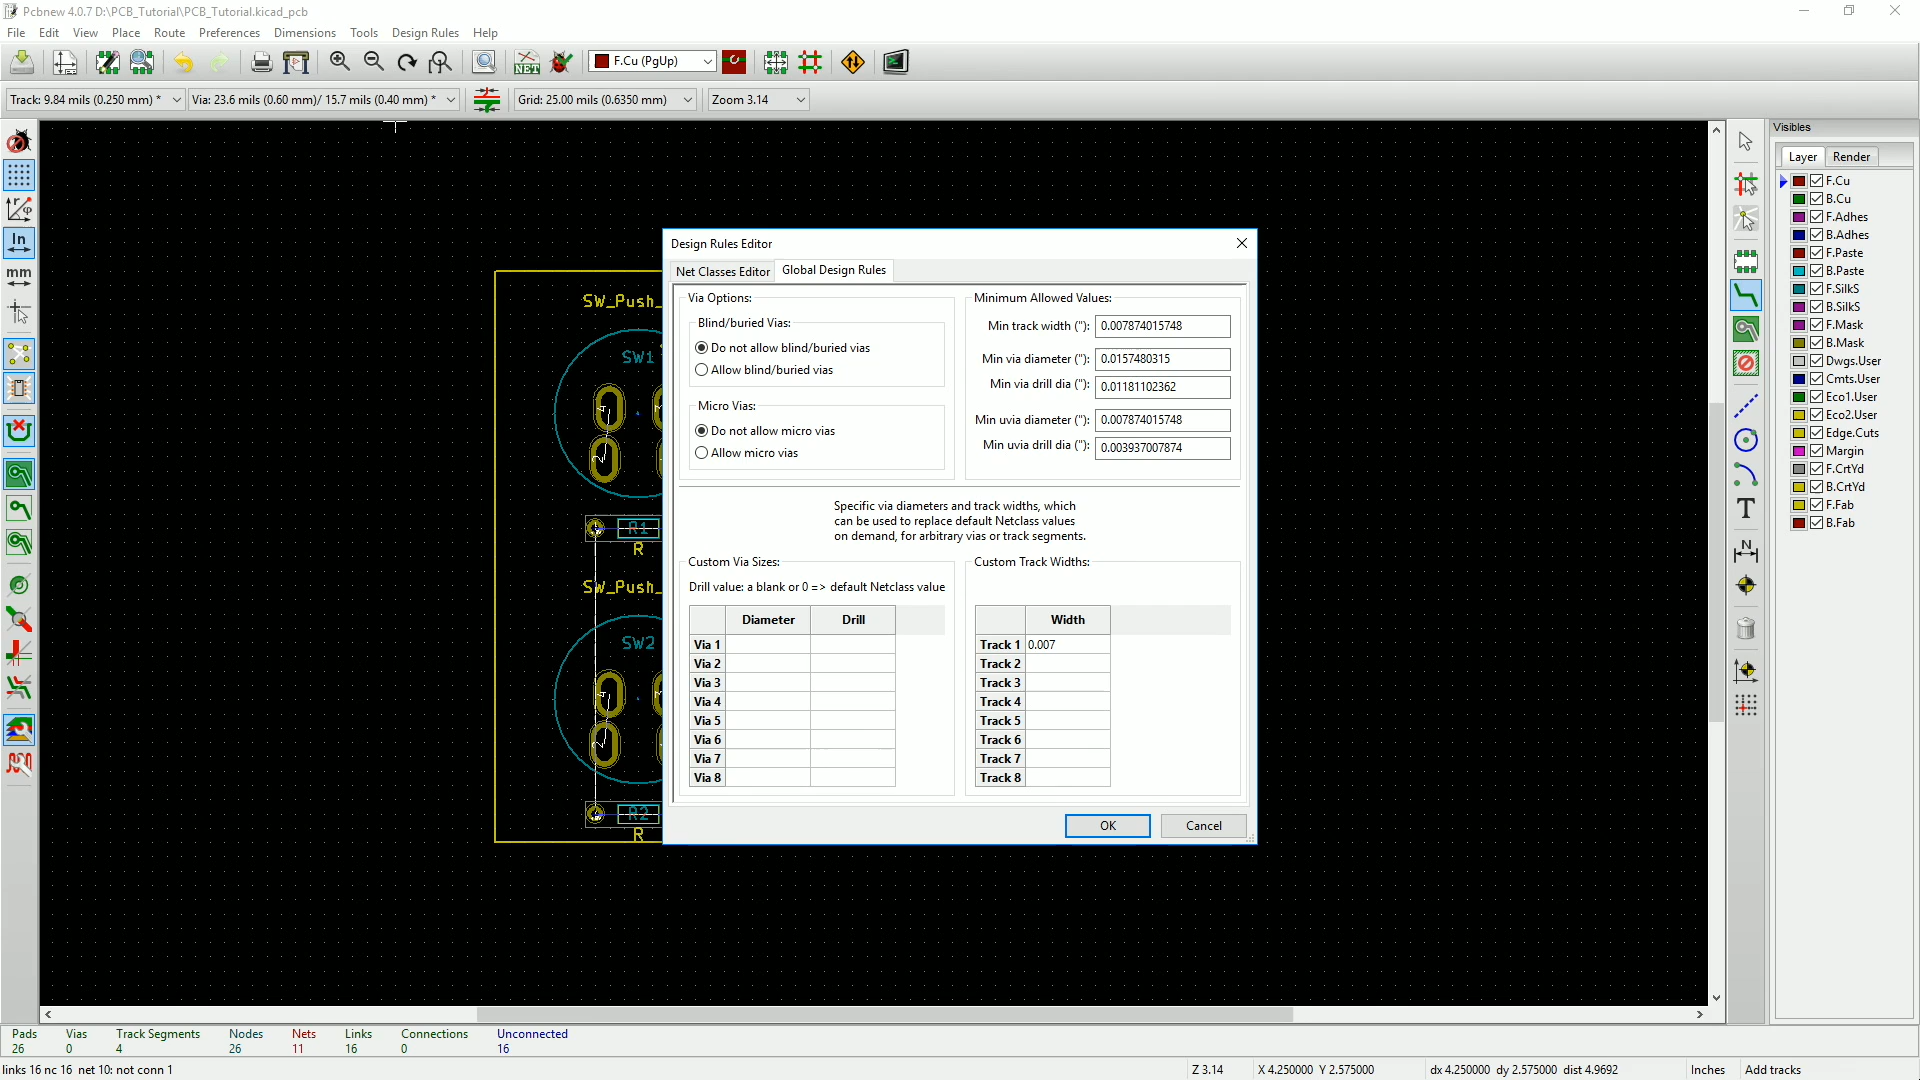 Pcbnew 4.0.7 D:\PCB_Tutorial\PCB_Tutorial.kicad_pcb
File Edit View Place Route Preferences Dimensions Tools Design Rules Help
NET
F.Cu (PgUp)
Track: 9.84 mils (0.250 mm) *
Via: 23.6 mils (0.60 mm)/ 15.7 mils (0.40 mm) *
Grid: 25.00 mils (0.6350 mm)
Zoom 3.14
In
mm
SW_Push_
SW1
1
2
R1
R
SW_Push_
SW2
1
2
R2
R
Design Rules Editor
Net Classes Editor
Global Design Rules
Via Options:
Blind/buried Vias:
Do not allow blind/buried vias
Allow blind/buried vias
Micro Vias:
Do not allow micro vias
Allow micro vias
Minimum Allowed Values:
Min track width ("): 0.007874015748
Min via diameter ("): 0.0157480315
Min via drill dia ("): 0.01181102362
Min uvia diameter ("): 0.007874015748
Min uvia drill dia ("): 0.003937007874
Specific via diameters and track widths, which
can be used to replace default Netclass values
on demand, for arbitrary vias or track segments.
Custom Via Sizes:
Drill value: a blank or 0 => default Netclass value
Diameter Drill
Via 1
Via 2
Via 3
Via 4
Via 5
Via 6
Via 7
Via 8
Custom Track Widths:
Width
Track 1 0.007
Track 2
Track 3
Track 4
Track 5
Track 6
Track 7
Track 8
OK
Cancel
T
N
Visibles
Layer Render
F.Cu
B.Cu
F.Adhes
B.Adhes
F.Paste
B.Paste
F.SilkS
B.SilkS
F.Mask
B.Mask
Dwgs.User
Cmts.User
Eco1.User
Eco2.User
Edge.Cuts
Margin
F.CrtYd
B.CrtYd
F.Fab
B.Fab
Pads Vias Track Segments Nodes Nets Links Connections Unconnected
26 0 4 26 11 16 0 16
links 16 nc 16 net 10: not conn 1
Z 3.14
X 4.250000 Y 2.575000
dx 4.250000 dy 2.575000 dist 4.9692
Inches
Add tracks